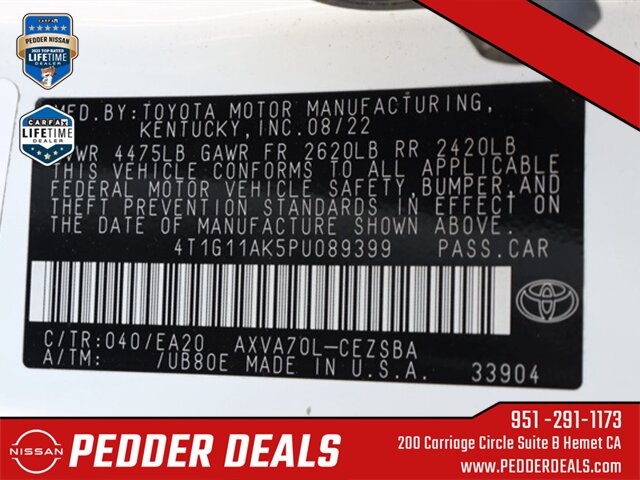 CARFAX
PEDDER NISSAN
2025 TOP-RATED
LIFETIME
DEALER
CARFAX
LIFETIME
DEALER
MFD. BY: TOYOTA MOTOR MANUFACTURING,
KENTUCKY, INC. 08/22
GVWR 4475LB GAWR FR 2620LB RR 2420LB
THIS VEHICLE CONFORMS TO ALL APPLICABLE
FEDERAL MOTOR VEHICLE SAFETY, BUMPER, AND
THEFT PREVENTION STANDARDS IN EFFECT ON
THE DATE OF MANUFACTURE SHOWN ABOVE.
4T1G11AK5PU089399 PASS.CAR
C/TR:040/EA20 AXVA70L-CEZSBA
A/TM: /UB80E MADE IN U.S.A.
33904
NISSAN
PEDDER DEALS
951 -291-1173
200 Carriage Circle Suite B Hemet CA
WWW.PEDDERDEALS.COM